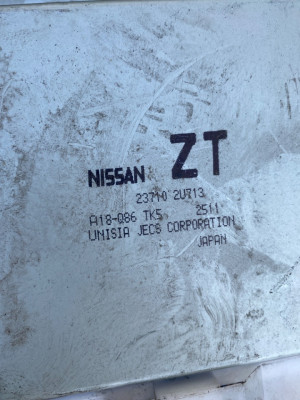 NISSAN ZT
23710 2U713
A18-Q86 TK5 2511
UNISIA JECS CORPORATION
JAPAN